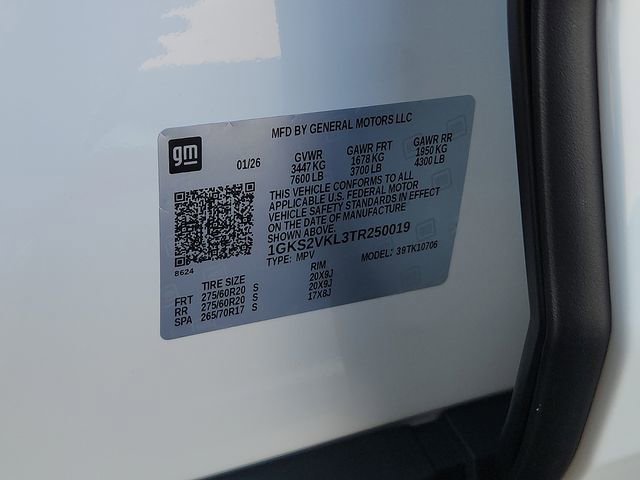 gm
MFD BY GENERAL MOTORS LLC
01/26
GVWR GAWR FRT GAWR RR
3447 KG 1678 KG 1950 KG
7600 LB 3700 LB 4300 LB
THIS VEHICLE CONFORMS TO ALL
APPLICABLE U.S. FEDERAL MOTOR
VEHICLE SAFETY STANDARDS IN EFFECT
ON THE DATE OF MANUFACTURE
SHOWN ABOVE.
1GKS2VKL3TR250019
TYPE: MPV MODEL: 39TK10706
8624
TIRE SIZE RIM
FRT 275/60R20 S 20X9J
RR 275/60R20 S 20X9J
SPA 265/70R17 S 17X8J